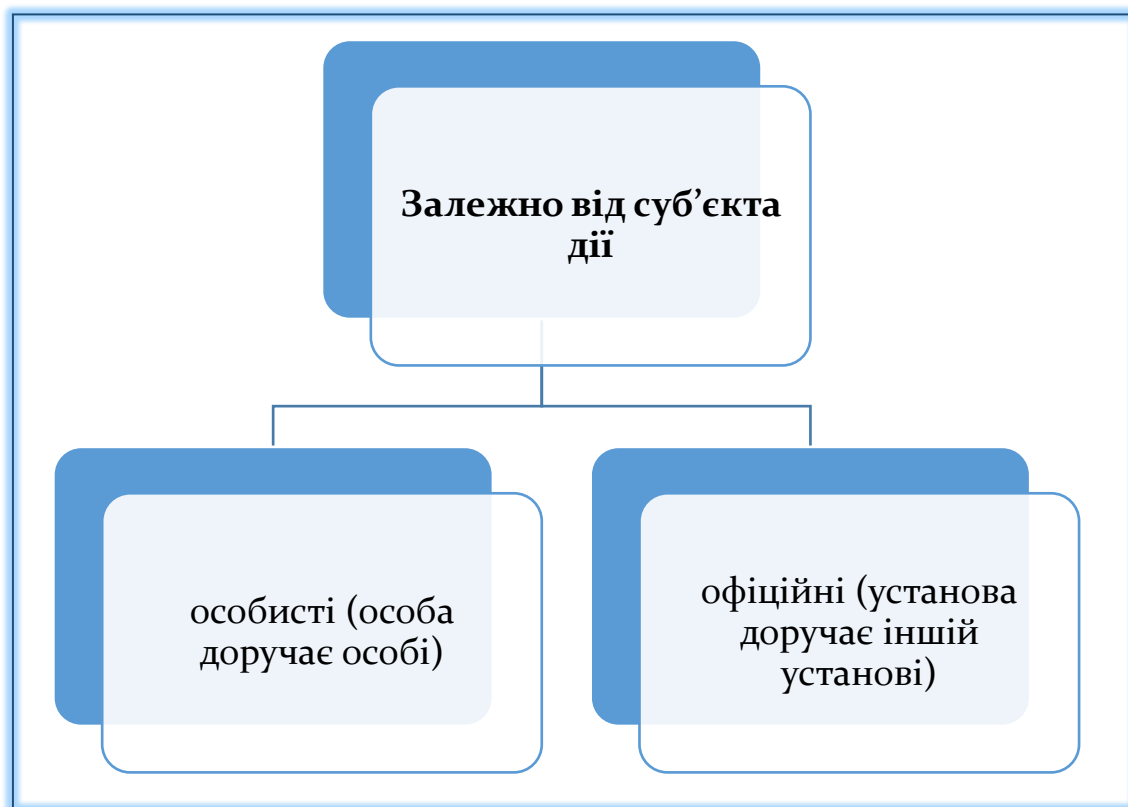 Залежно від суб’єкта
дії
особисті (особа
доручає особі)
офіційні (установа
доручає іншій
установі)